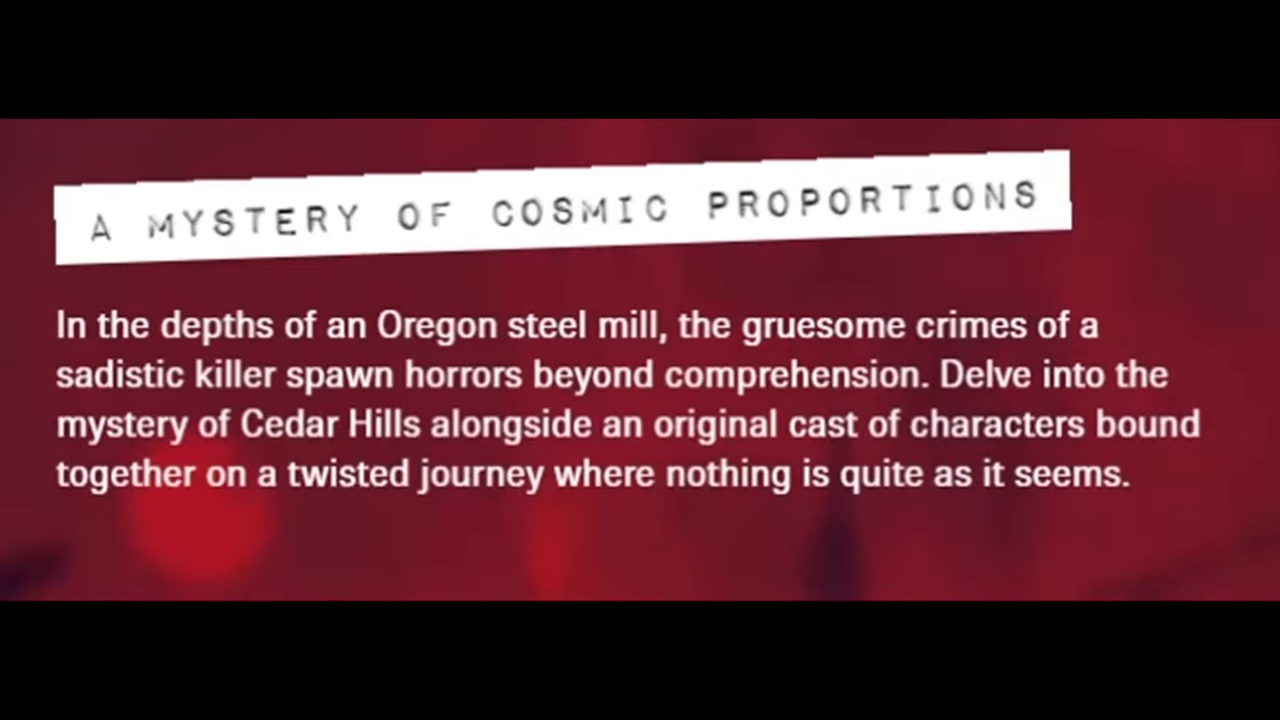 A MYSTERY OF COSMIC PROPORTIONS
In the depths of an Oregon steel mill, the gruesome crimes of a
sadistic killer spawn horrors beyond comprehension. Delve into the
mystery of Cedar Hills alongside an original cast of characters bound
together on a twisted journey where nothing is quite as it seems.